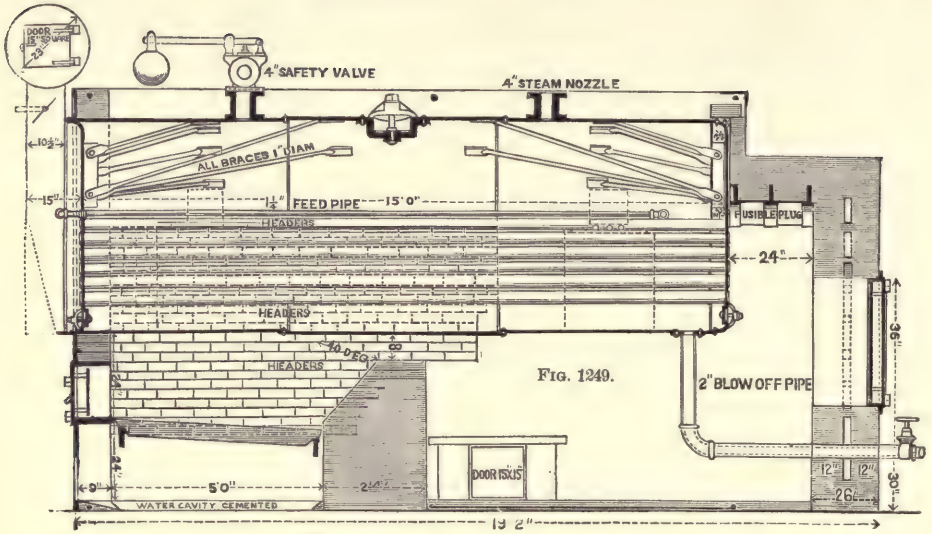 DOOR
15" SQUARE
23"
4" SAFETY VALVE
4" STEAM NOZZLE
10½"
ALL BRACES 1" DIAM
15"
1¼" FEED PIPE 15'0"
HEADERS
FUSIBLE PLUG
24"
HEADERS
40 DEG.
8"
HEADERS
FIG. 1249.
36"
24"
2" BLOW OFF PIPE
24"
DOOR 15"X15"
9"
5'0"
12" 12"
26"
30"
WATER CAVITY CEMENTED
19'2"